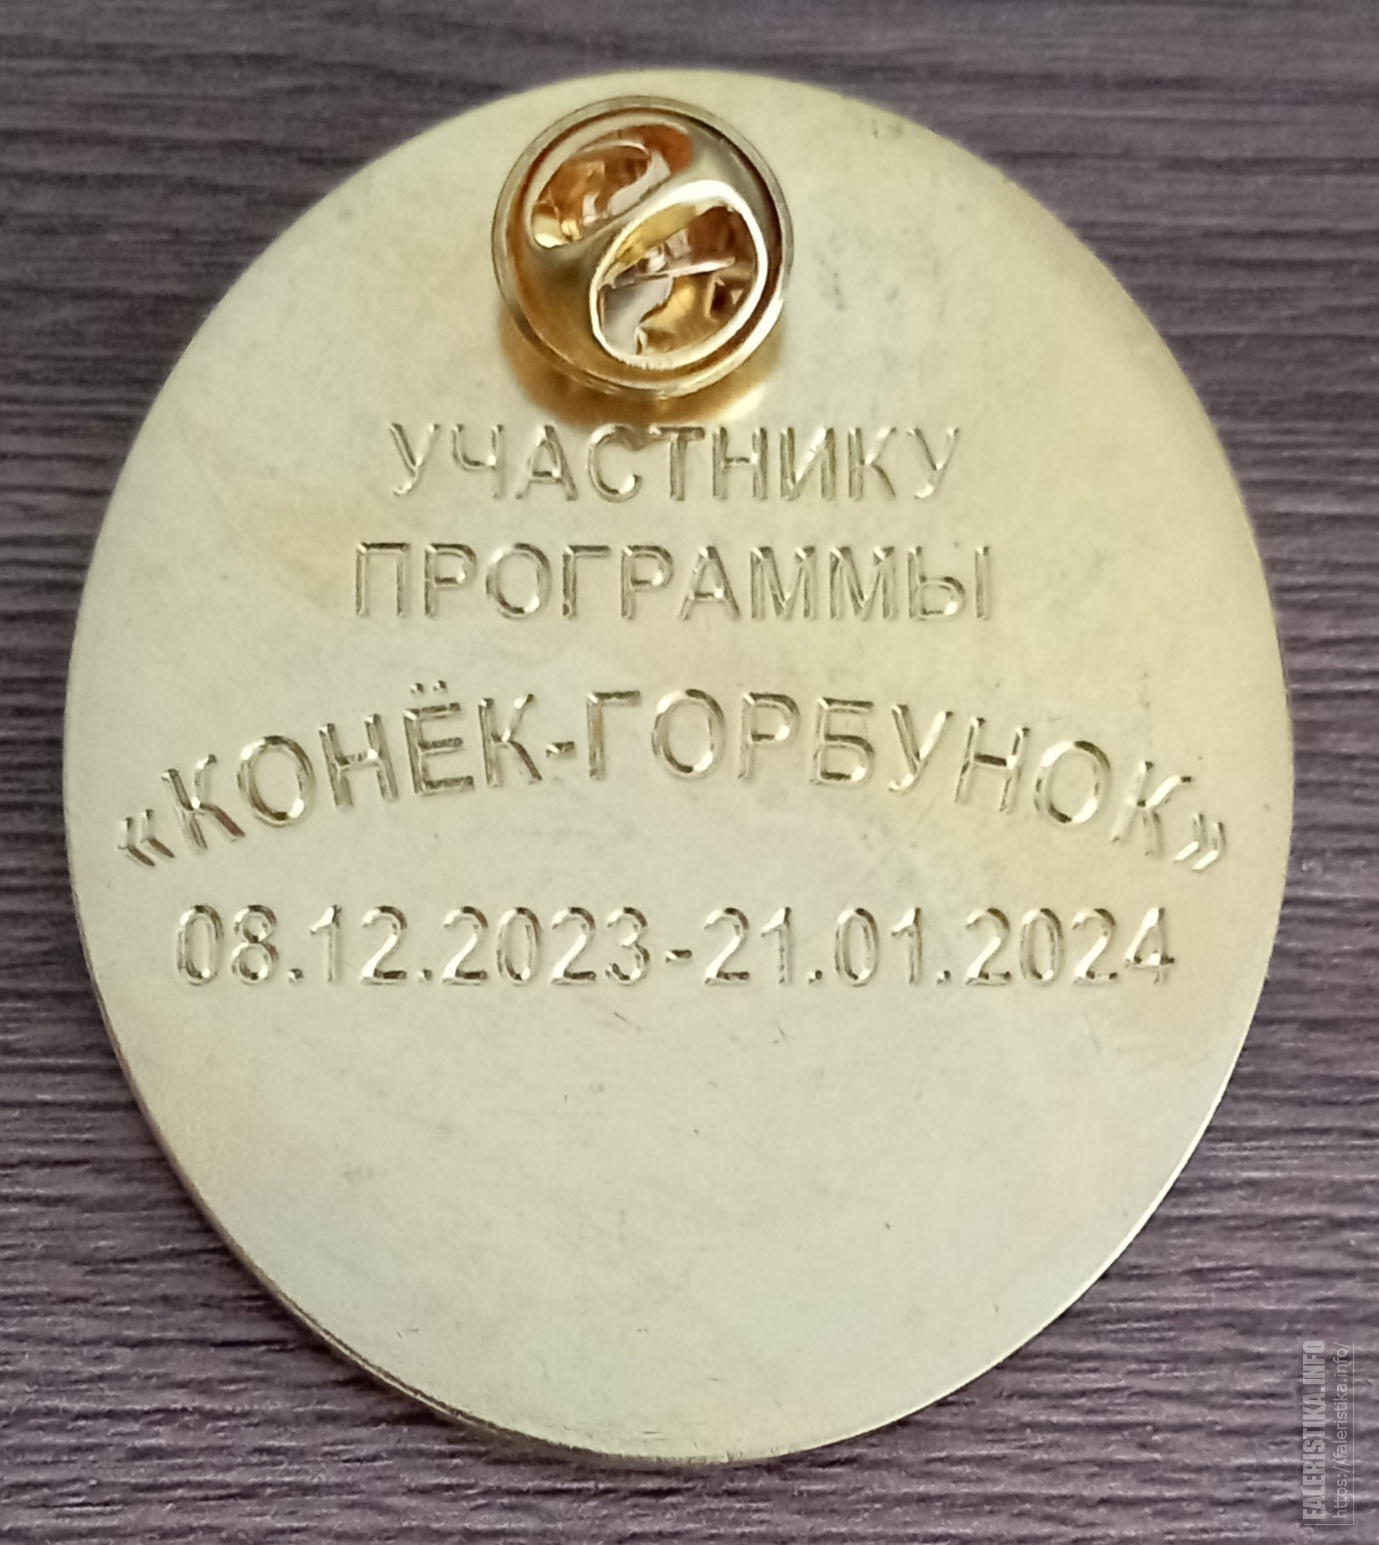 УЧАСТНИКУ
ПРОГРАММЫ
«КОНЁК-ГОРБУНОК»
08.12.2023-21.01.2024
FALERISTIKA.INFO
https://faleristika.info/